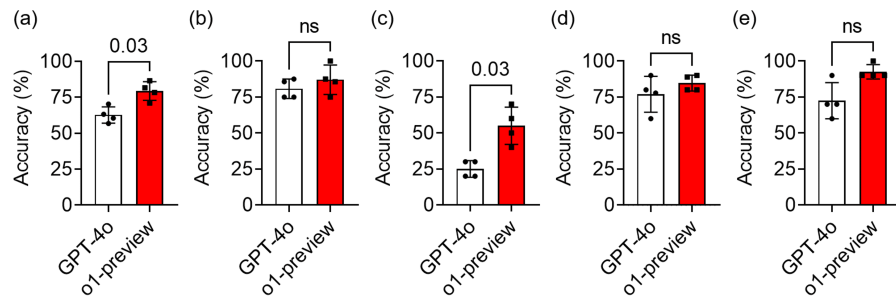 (a)
0.03
100
75
50
25
0
Accuracy (%)
GPT-4o
o1-preview
(b)
ns
100
75
50
25
0
Accuracy (%)
GPT-4o
o1-preview
(c)
0.03
100
75
50
25
0
Accuracy (%)
GPT-4o
o1-preview
(d)
ns
100
75
50
25
0
Accuracy (%)
GPT-4o
o1-preview
(e)
ns
100
75
50
25
0
Accuracy (%)
GPT-4o
o1-preview